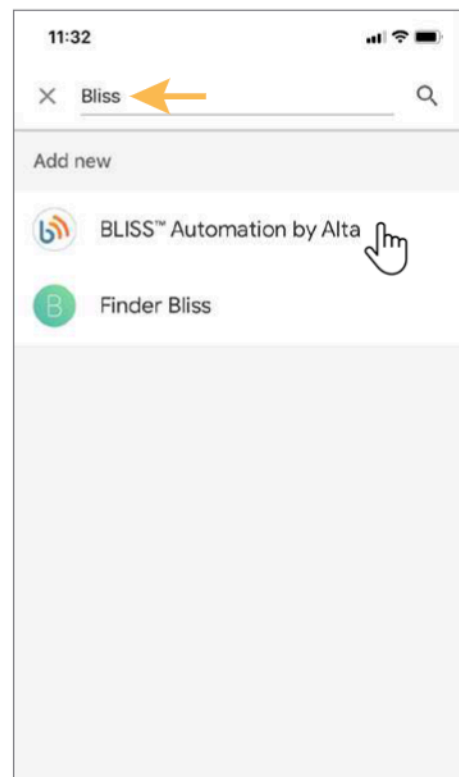 11:32
Bliss
Add new
b
BLISS™ Automation by Alta
B
Finder Bliss